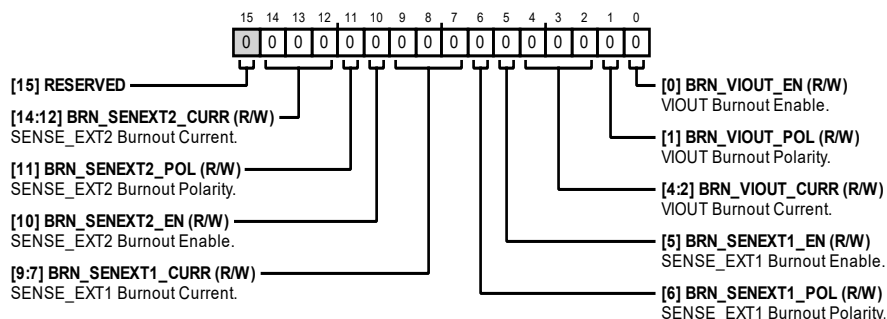 15 14 13 12 11 10 9 8 7 6 5 4 3 2 1 0
0 0 0 0 0 0 0 0 0 0 0 0 0 0 0 0
[15] RESERVED
[14:12] BRN_SENEXT2_CURR (R/W)
SENSE_EXT2 Burnout Current.
[11] BRN_SENEXT2_POL (R/W)
SENSE_EXT2 Burnout Polarity.
[10] BRN_SENEXT2_EN (R/W)
SENSE_EXT2 Burnout Enable.
[9:7] BRN_SENEXT1_CURR (R/W)
SENSE_EXT1 Burnout Current.
[0] BRN_VIOUT_EN (R/W)
VIOUT Burnout Enable.
[1] BRN_VIOUT_POL (R/W)
VIOUT Burnout Polarity.
[4:2] BRN_VIOUT_CURR (R/W)
VIOUT Burnout Current.
[5] BRN_SENEXT1_EN (R/W)
SENSE_EXT1 Burnout Enable.
[6] BRN_SENEXT1_POL (R/W)
SENSE_EXT1 Burnout Polarity.